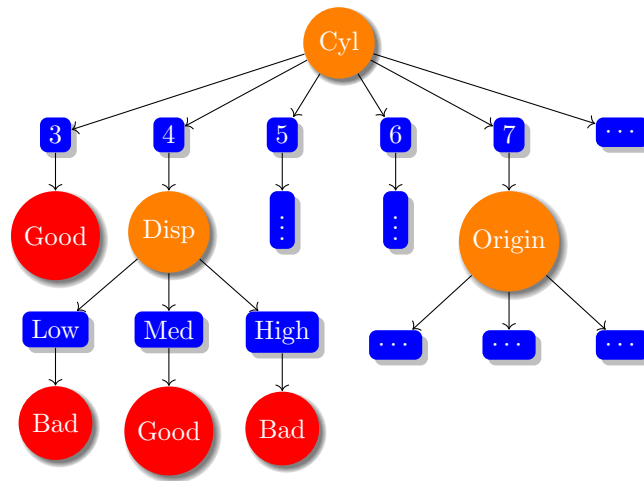 Cyl
3 4 5 6 7 ...
Good Disp ⋮ ⋮ Origin
Low Med High ... ... ...
Bad Good Bad